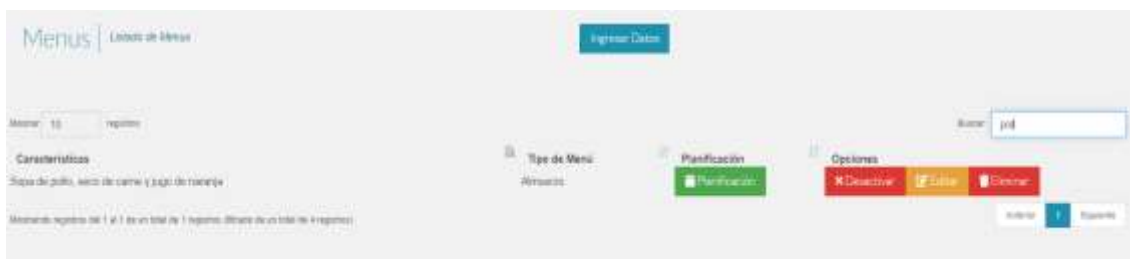 Menus | Listado de Menus
Ingresar Datos
Mostrar 10 registros
Buscar: pol
Características Tipo de Menú Planificación Opciones
Sopa de pollo, seco de carne y jugo de naranja Almuerzo Planificación Desactivar Editar Eliminar
Mostrando registros del 1 al 1 de un total de 1 registros (filtrado de un total de 4 registros)
Anterior 1 Siguiente